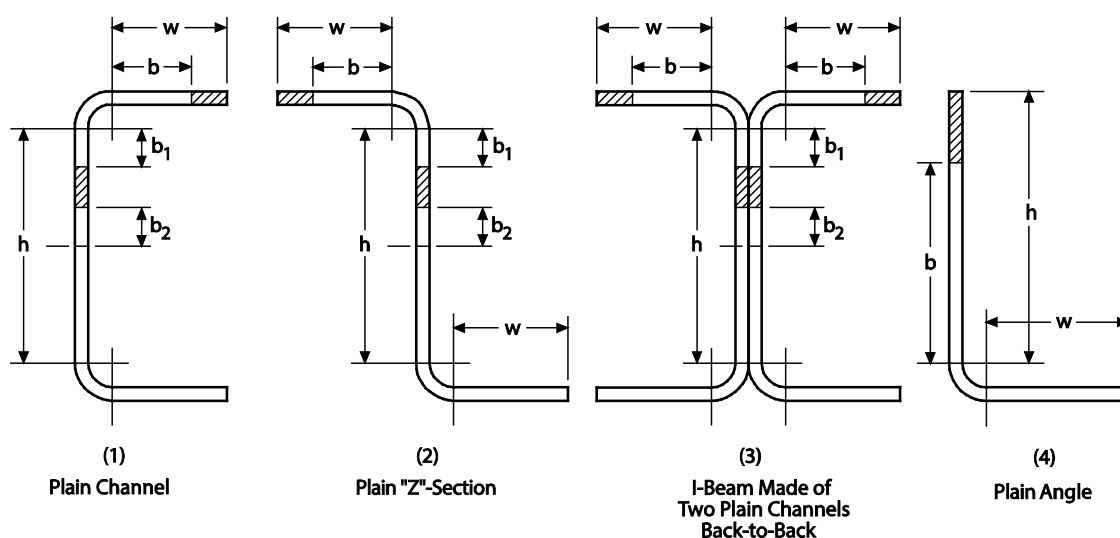 w
w
w
w
b
b
b
b
b1
b1
b1
h
h
h
h
b2
b2
b2
b
w
w
(1)
(2)
(3)
(4)
Plain Channel
Plain "Z"-Section
I-Beam Made of
Two Plain Channels
Back-to-Back
Plain Angle